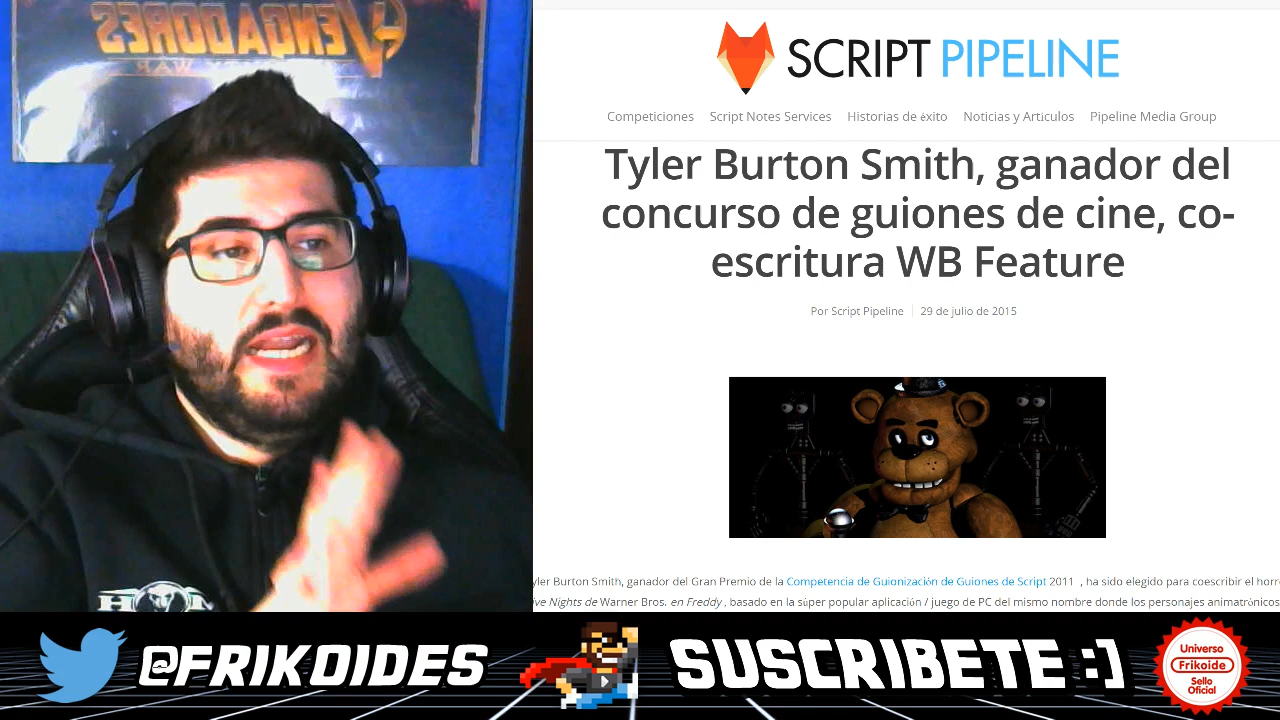 VENGADORES
WAR
SCRIPT PIPELINE
Competiciones Script Notes Services Historias de éxito Noticias y Artículos Pipeline Media Group
Tyler Burton Smith, ganador del
concurso de guiones de cine, co-
escritura WB Feature
Por Script Pipeline 29 de julio de 2015
yler Burton Smith, ganador del Gran Premio de la Competencia de Guionización de Guiones de Script 2011 , ha sido elegido para coescribir el horr
ive Nights de Warner Bros. en Freddy , basado en la súper popular aplicación / juego de PC del mismo nombre donde los personajes animatrónicos
@FRIKOIDES
SUSCRIBETE :]
Universo
Frikoide
Sello
Oficial